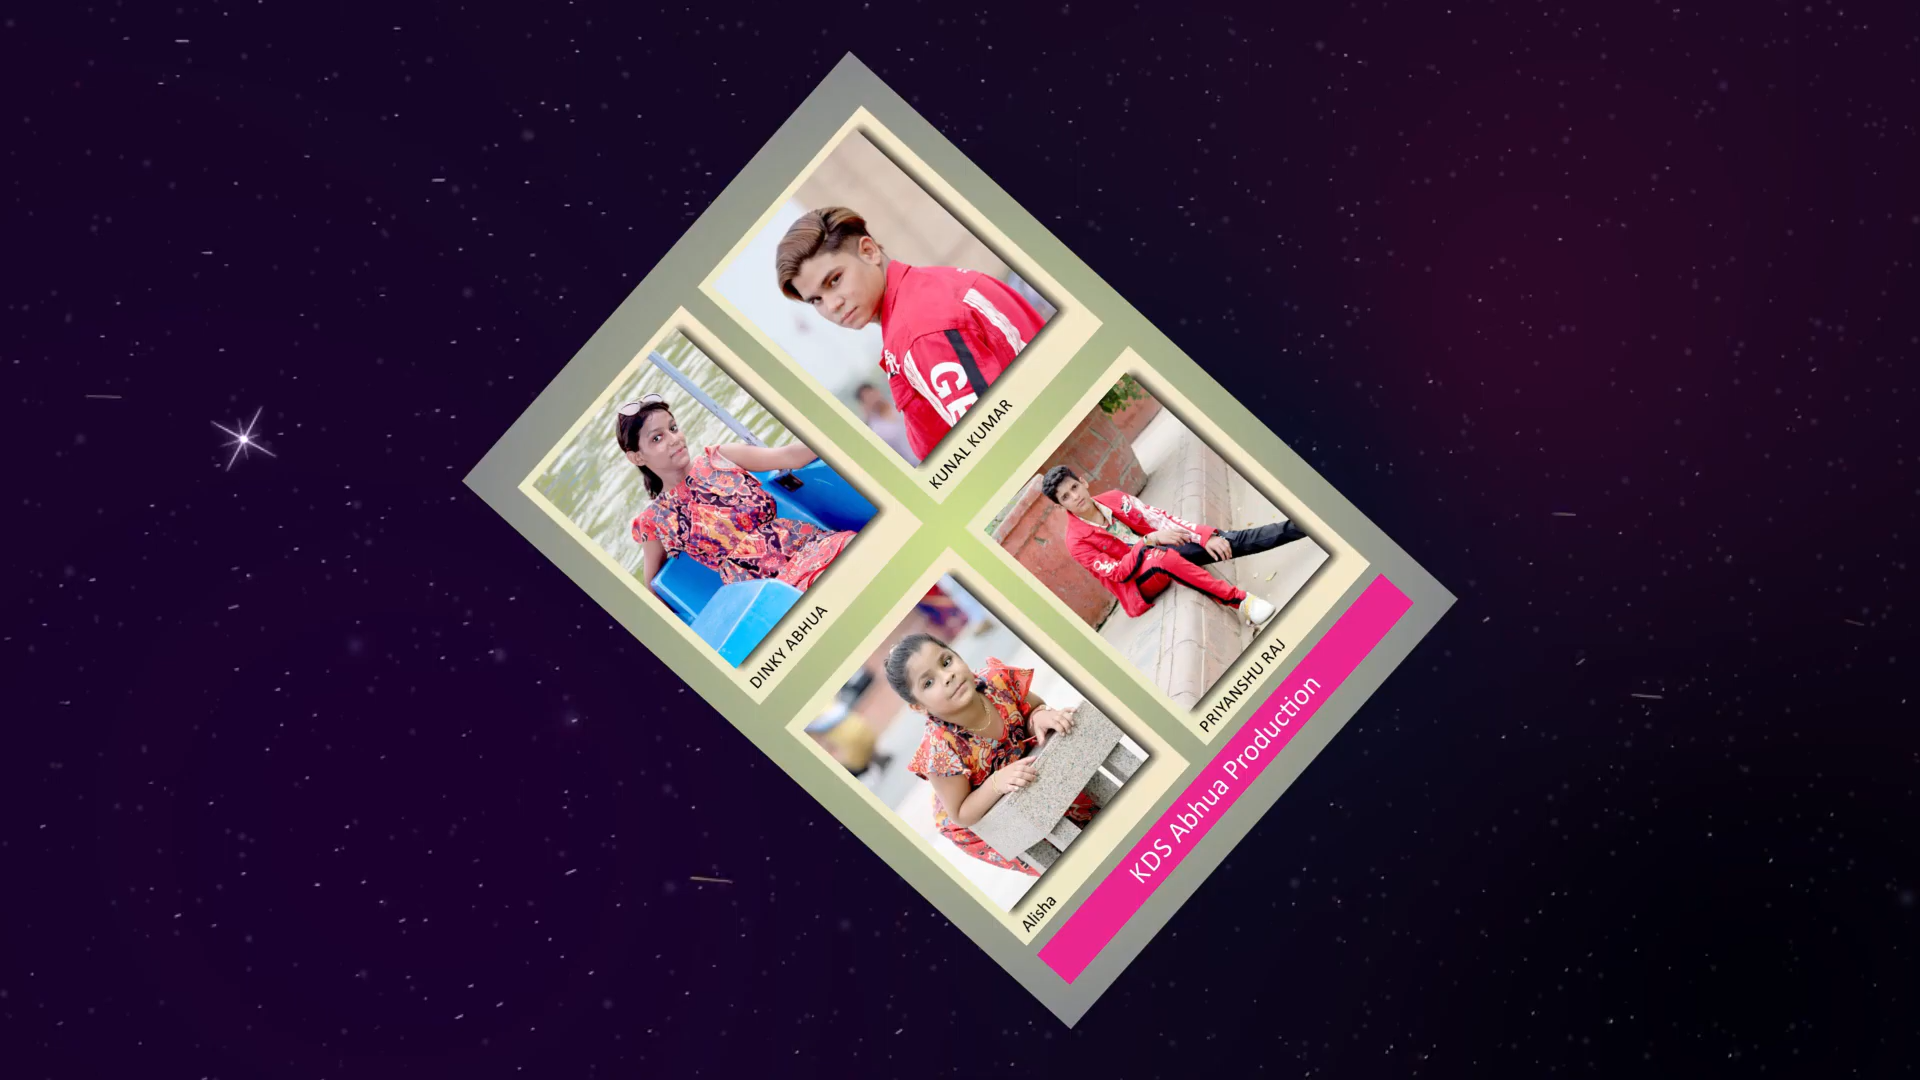 DINKY ABHUA
KUNAL KUMAR
Alisha
PRIYANSHU RAJ
KDS Abhua Production